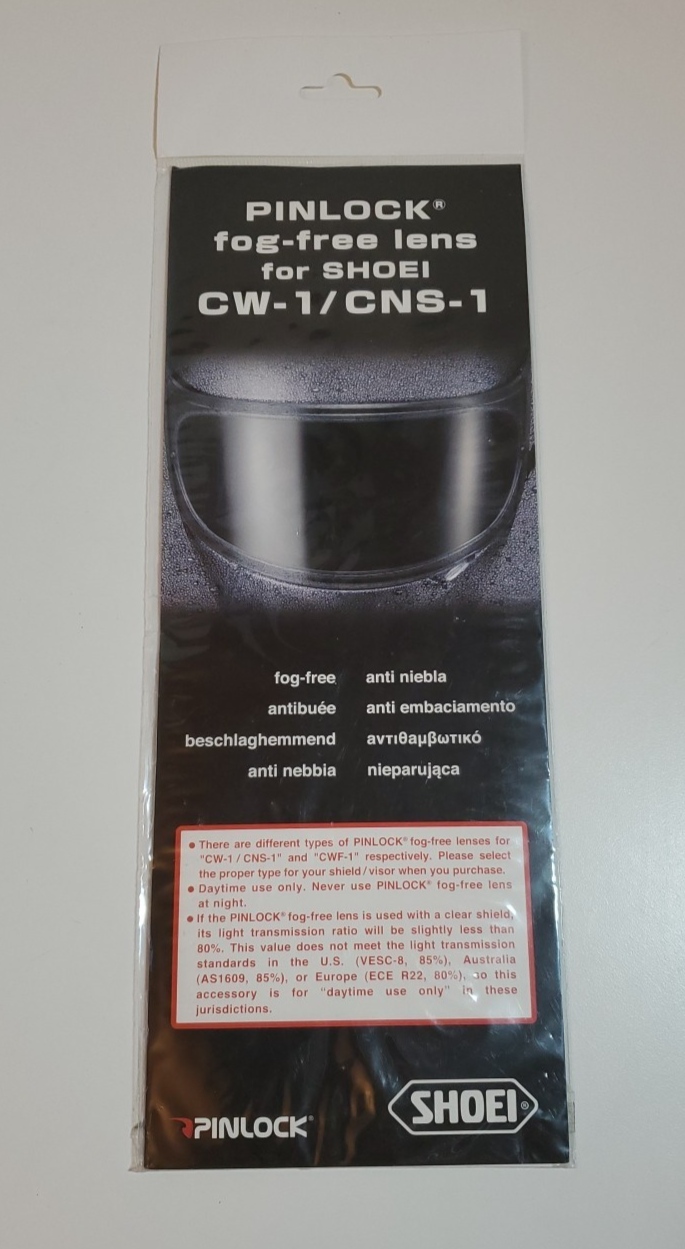 PINLOCK®
fog-free lens
for SHOEI
CW-1/CNS-1
fog-free anti niebla
antibuée anti embaciamento
beschlaghemmend αντιθαμβωτικό
anti nebbia nieparująca
● There are different types of PINLOCK® fog-free lenses for
"CW-1 / CNS-1" and "CWF-1" respectively. Please select
the proper type for your shield / visor when you purchase.
● Daytime use only. Never use PINLOCK® fog-free lens
at night.
● If the PINLOCK® fog-free lens is used with a clear shield,
its light transmission ratio will be slightly less than
80%. This value does not meet the light transmission
standards in the U.S. (VESC-8, 85%), Australia
(AS1609, 85%), or Europe (ECE R22, 80%), so this
accessory is for "daytime use only" in these
jurisdictions.
PINLOCK® SHOEI®